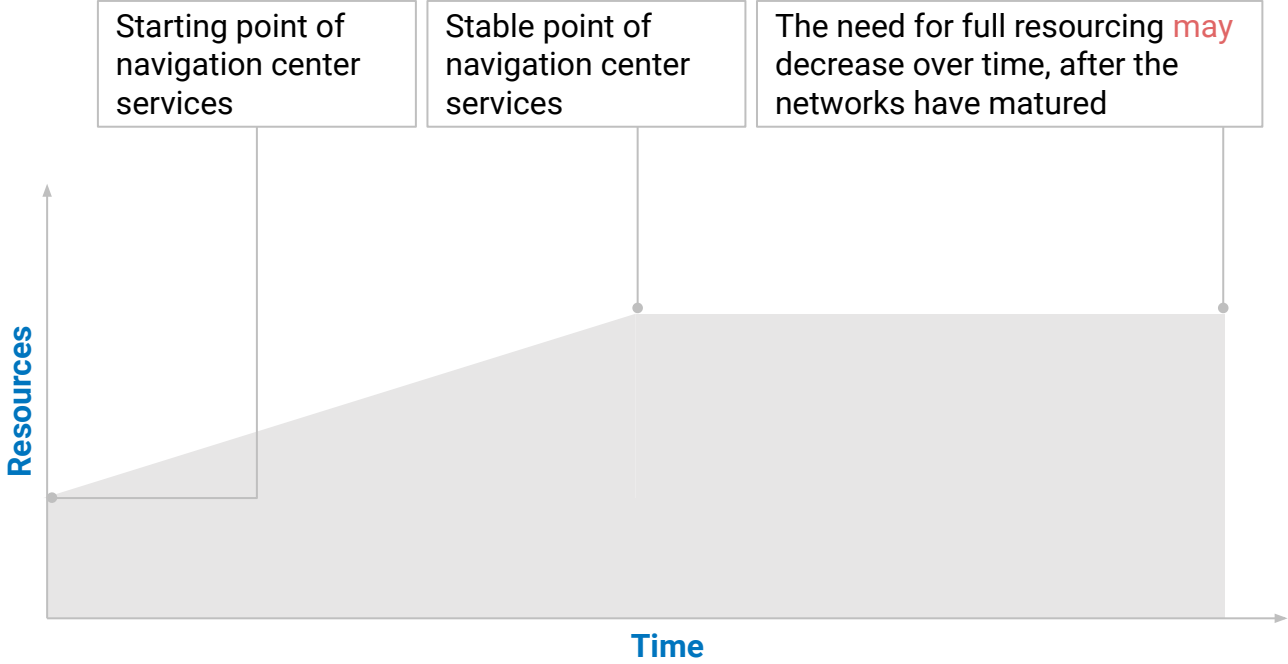 Starting point of
navigation center
services
Stable point of
navigation center
services
The need for full resourcing may
decrease over time, after the
networks have matured
Resources
Time